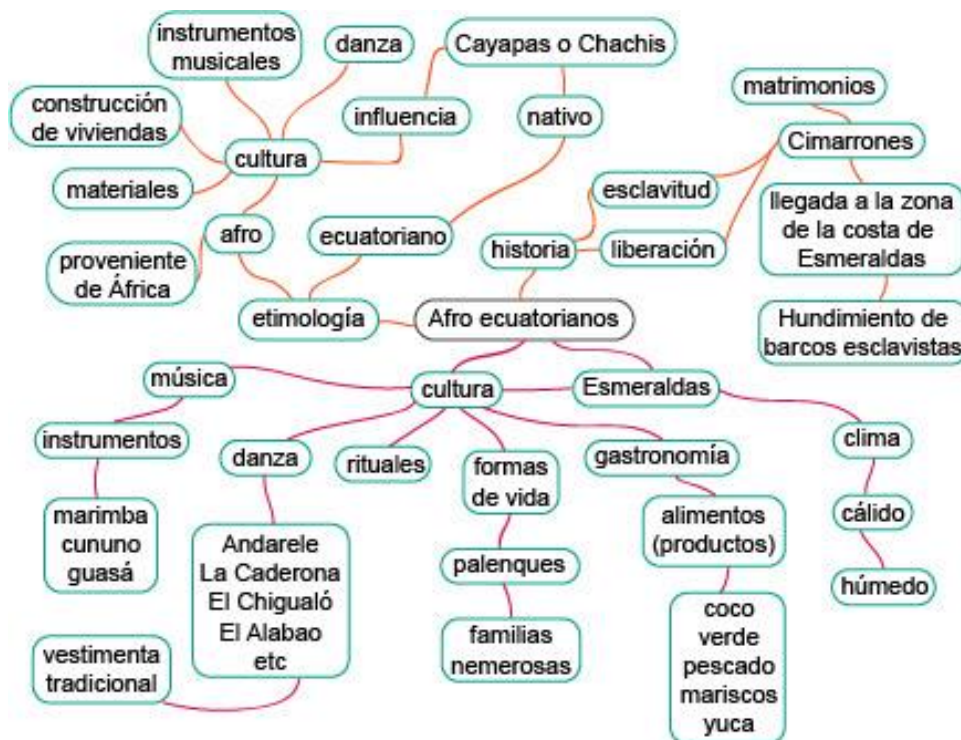 instrumentos
musicales
danza
Cayapas o Chachis
matrimonios
construcción
de viviendas
influencia
nativo
Cimarrones
cultura
materiales
esclavitud
llegada a la zona
de la costa de
Esmeraldas
afro
ecuatoriano
historia
liberación
proveniente
de África
etimología
Afro ecuatorianos
Hundimiento de
barcos esclavistas
música
cultura
Esmeraldas
instrumentos
danza
rituales
formas
de vida
gastronomía
clima
marimba
cununo
guasá
Andarele
La Caderona
El Chigualó
El Alabao
etc
palenques
alimentos
(productos)
cálido
húmedo
vestimenta
tradicional
familias
nemerosas
coco
verde
pescado
mariscos
yuca